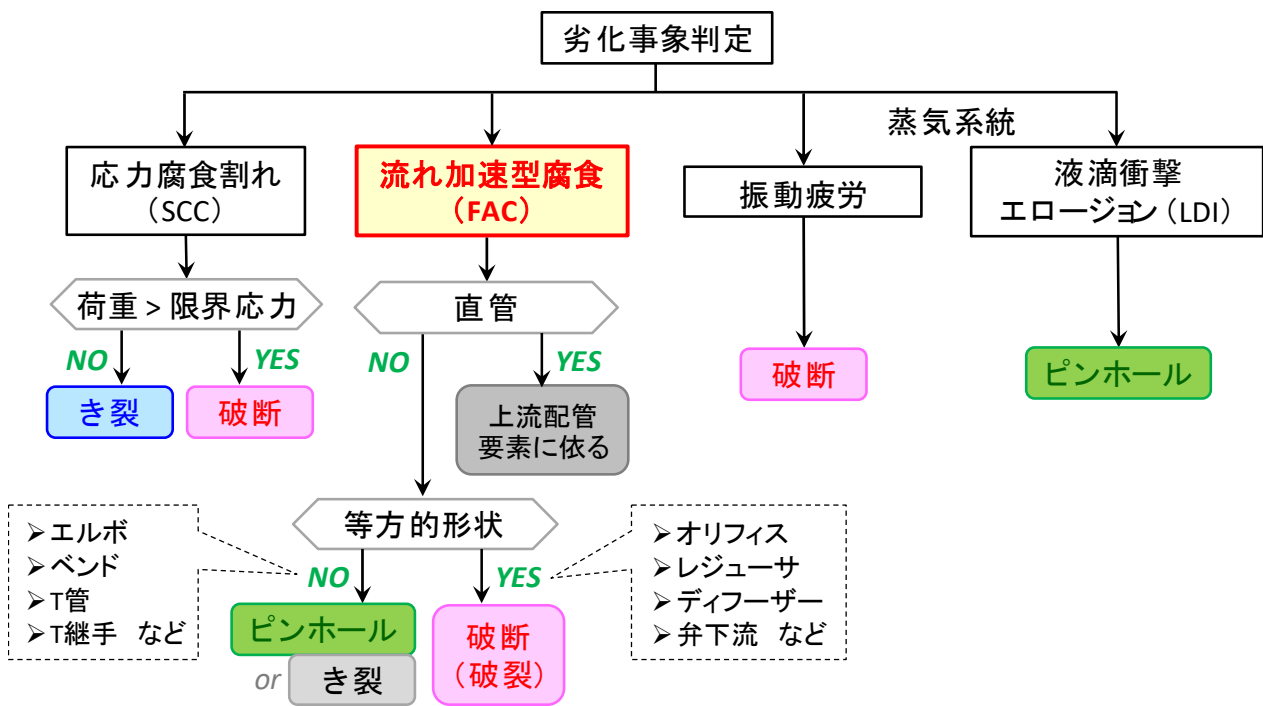 劣化事象判定
蒸気系統
応力腐食割れ
（SCC）
流れ加速型腐食
（FAC）
振動疲労
液滴衝撃
エロージョン（LDI）
荷重 > 限界応力
直管
NO
YES
NO
YES
き裂
破断
上流配管
要素に依る
破断
ピンホール
等方的形状
➢エルボ
➢ベンド
➢T管
➢T継手 など
NO
YES
➢オリフィス
➢レジューサ
➢ディフーザー
➢弁下流 など
ピンホール
or き裂
破断
（破裂）